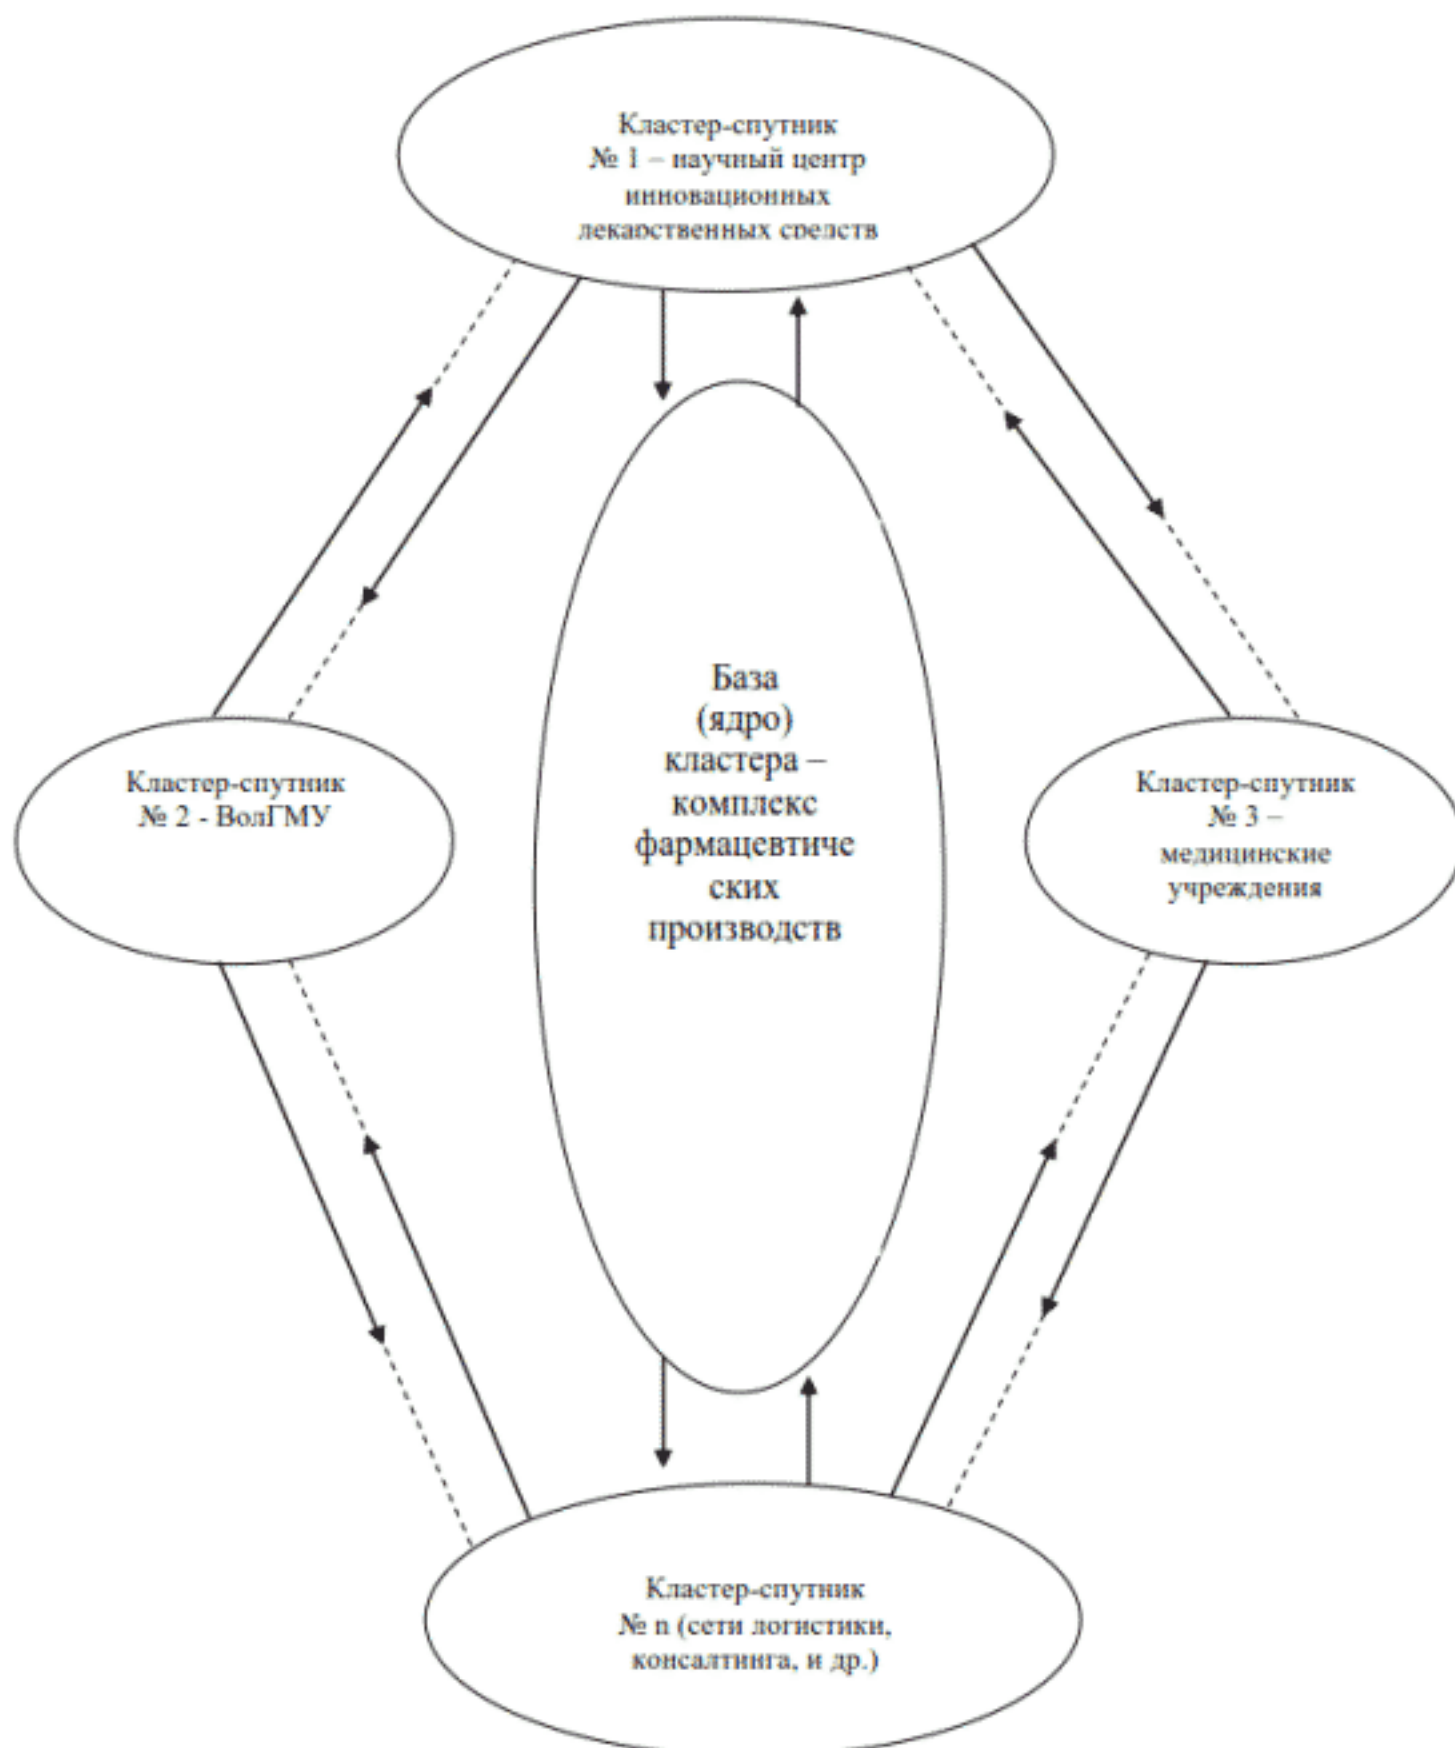 Кластер-спутник
№ 1 – научный центр
инновационных
лекарственных средств
База
(ядро)
кластера –
комплекс
фармацевтиче
ских
производств
Кластер-спутник
№ 2 - ВолГМУ
Кластер-спутник
№ 3 –
медицинские
учреждения
Кластер-спутник
№ n (сети логистики,
консалтинга, и др.)